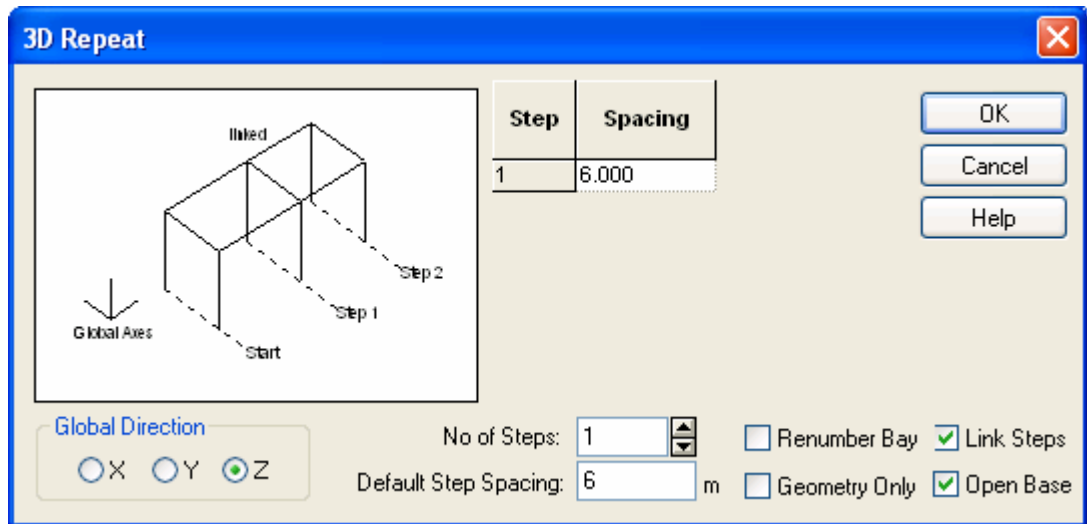 3D Repeat
linked
Step 2
Step 1
Start
Global Axes
Step Spacing
1 6.000
OK
Cancel
Help
Global Direction
X Y Z
No of Steps: 1
Default Step Spacing: 6 m
Renumber Bay
Link Steps
Geometry Only
Open Base